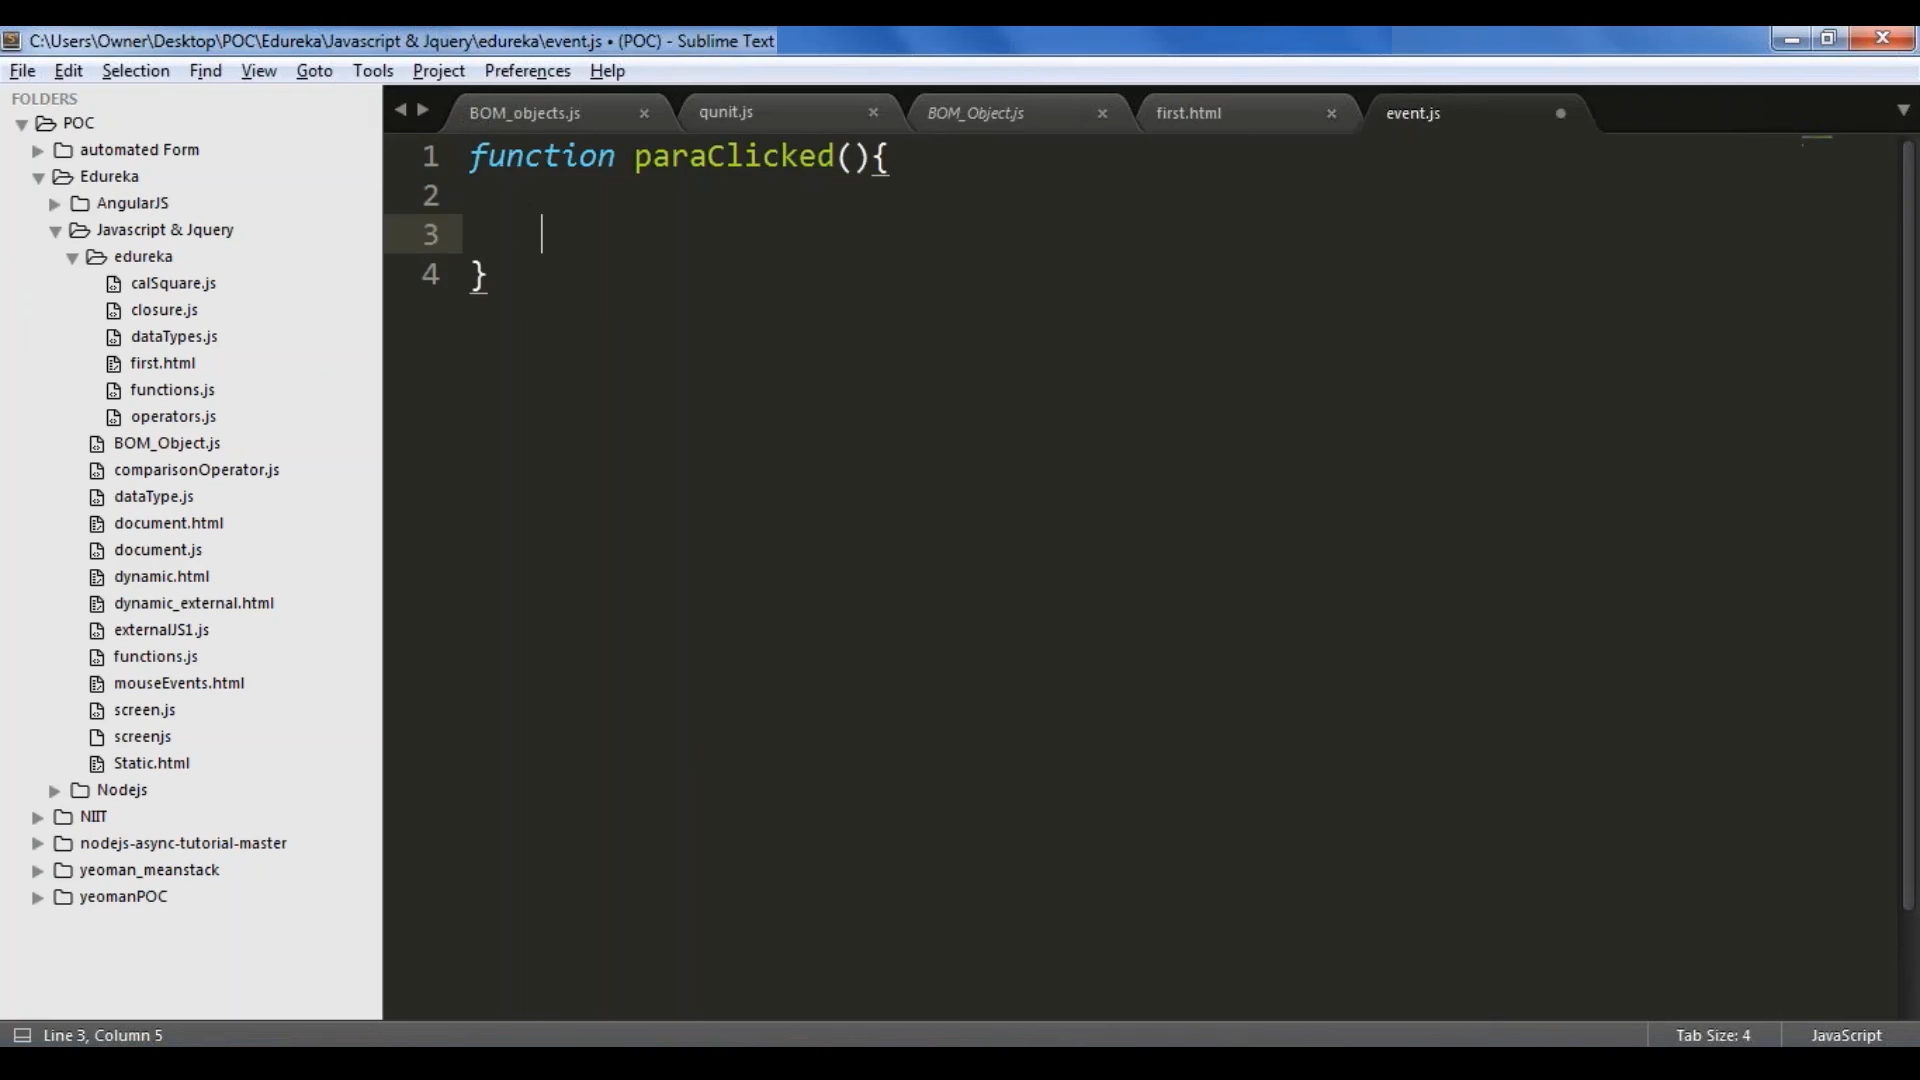 C:\Users\Owner\Desktop\POC\Edureka\Javascript & Jquery\edureka\event.js • (POC) - Sublime Text
File Edit Selection Find View Goto Tools Project Preferences Help
FOLDERS
POC
automated Form
Edureka
AngularJS
Javascript & Jquery
edureka
calSquare.js
closure.js
dataTypes.js
first.html
functions.js
operators.js
BOM_Object.js
comparisonOperator.js
dataType.js
document.html
document.js
dynamic.html
dynamic_external.html
externalJS1.js
functions.js
mouseEvents.html
screen.js
screenjs
Static.html
Nodejs
NIIT
nodejs-async-tutorial-master
yeoman_meanstack
yeomanPOC
BOM_objects.js
qunit.js
BOM_Object.js
first.html
event.js
1 function paraClicked(){
2
3
4 }
Line 3, Column 5
Tab Size: 4
JavaScript